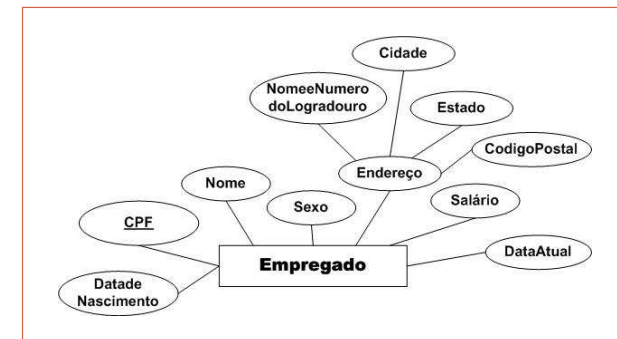 Cidade
NomeeNumero
doLogradouro
Estado
CodigoPostal
Endereço
Nome
Salário
Sexo
CPF
DataAtual
Empregado
Datade
Nascimento